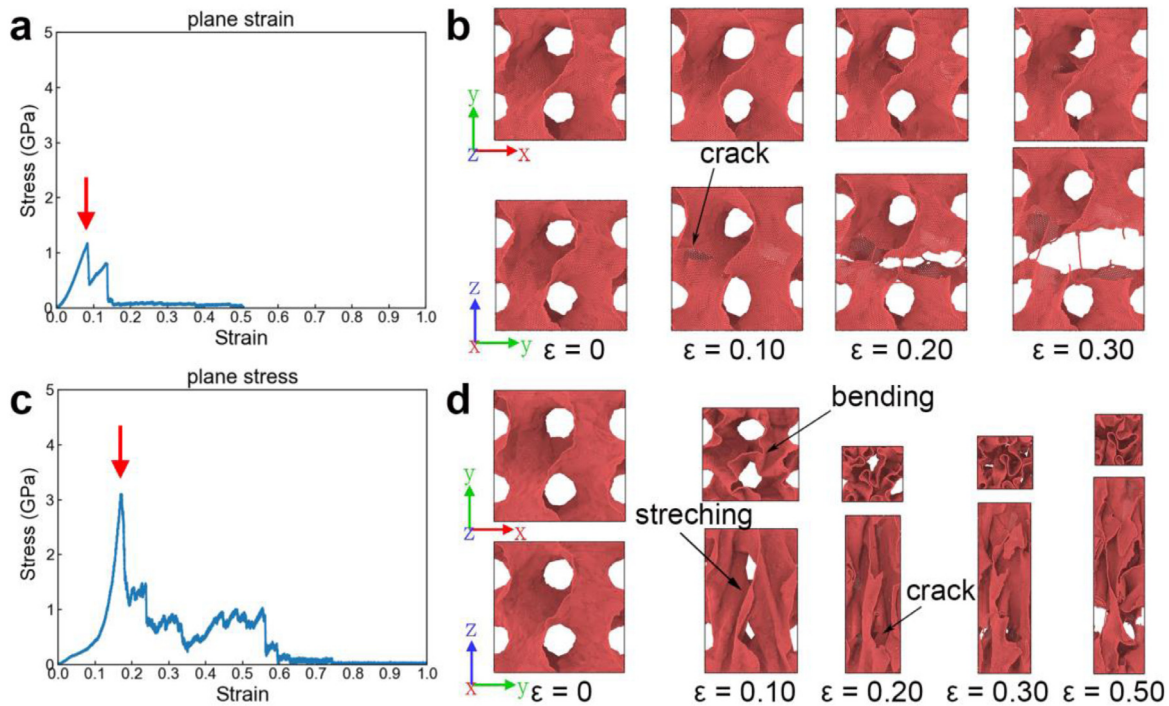 a
plane strain
Stress (GPa)
5
4
3
2
1
0
0.0 0.1 0.2 0.3 0.4 0.5 0.6 0.7 0.8 0.9 1.0
Strain
b
y
z x
crack
z
x y
ε = 0 ε = 0.10 ε = 0.20 ε = 0.30
c
plane stress
Stress (GPa)
5
4
3
2
1
0
0.0 0.1 0.2 0.3 0.4 0.5 0.6 0.7 0.8 0.9 1.0
Strain
d
bending
y
z x
streching
crack
z
x y
ε = 0 ε = 0.10 ε = 0.20 ε = 0.30 ε = 0.50